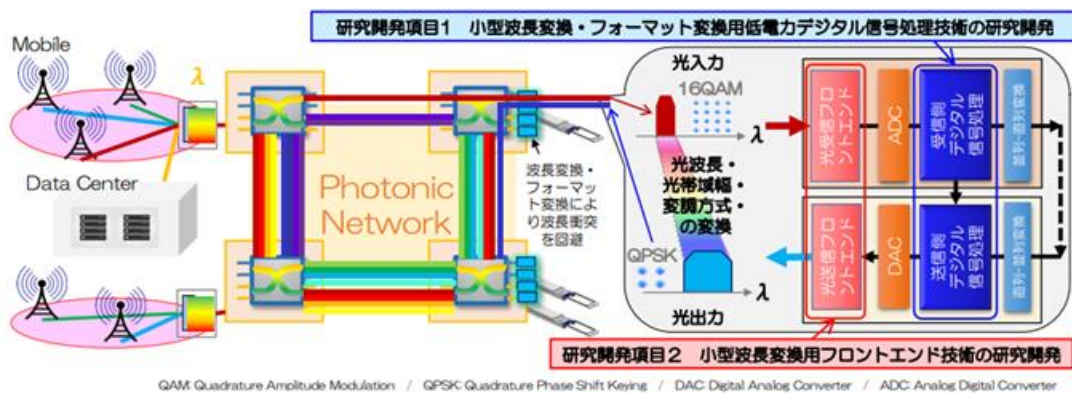 研究開発項目1 小型波長変換・フォーマット変換用低電力デジタル信号処理技術の研究開発
Mobile
λ
Data Center
Photonic
Network
波長変換・
フォーマッ
ト変換によ
り波長衝突
を回避
光入力
16QAM
λ
光波長・
光帯域幅・
変調方式・
の変換
QPSK
λ
光出力
光受信フロ
ントエンド
ADC
受信側
デジタル
信号処理
並列-直列変換
光送信フロ
ントエンド
DAC
送信側
デジタル
信号処理
直列-並列変換
研究開発項目2 小型波長変換用フロントエンド技術の研究開発
QAM: Quadrature Amplitude Modulation / QPSK: Quadrature Phase Shift Keying / DAC: Digital Analog Converter / ADC: Analog Digital Converter